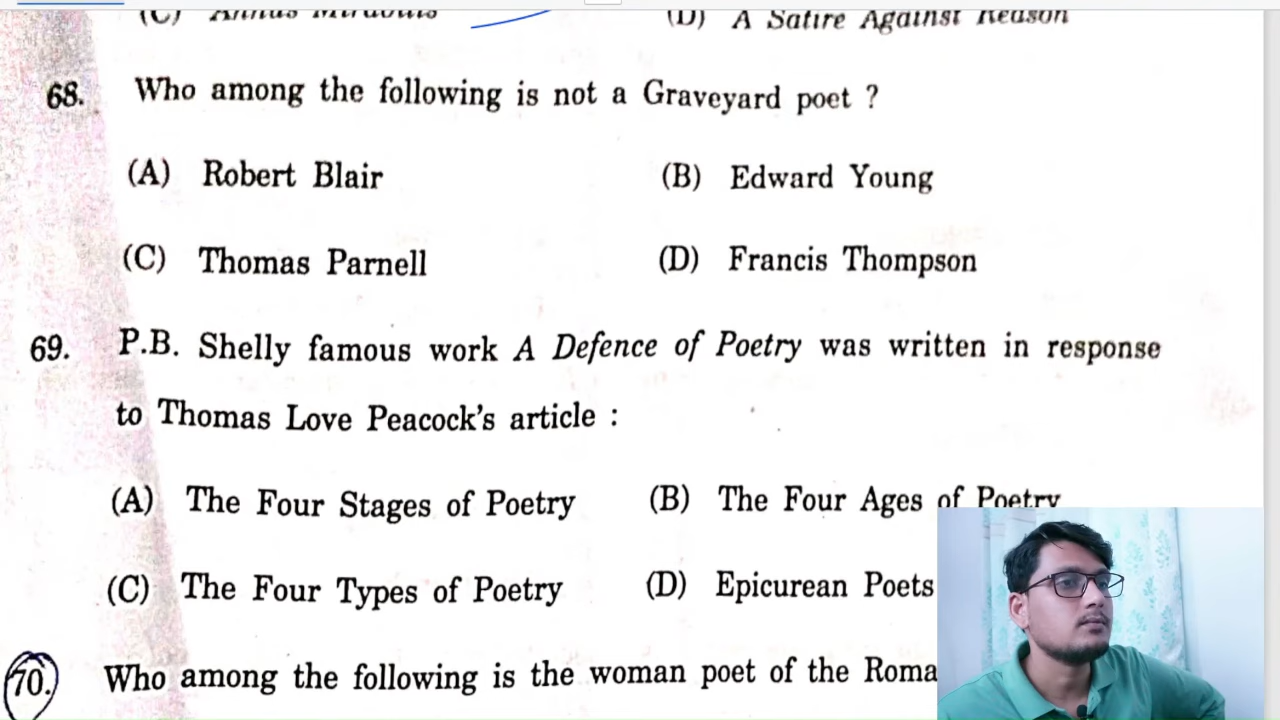 (C) Annus Mirabilis (D) A Satire Against Reason
68. Who among the following is not a Graveyard poet ?
(A) Robert Blair (B) Edward Young
(C) Thomas Parnell (D) Francis Thompson
69. P.B. Shelly famous work A Defence of Poetry was written in response
to Thomas Love Peacock's article :
(A) The Four Stages of Poetry (B) The Four Ages of Poetry
(C) The Four Types of Poetry (D) Epicurean Poets
70. Who among the following is the woman poet of the Roma